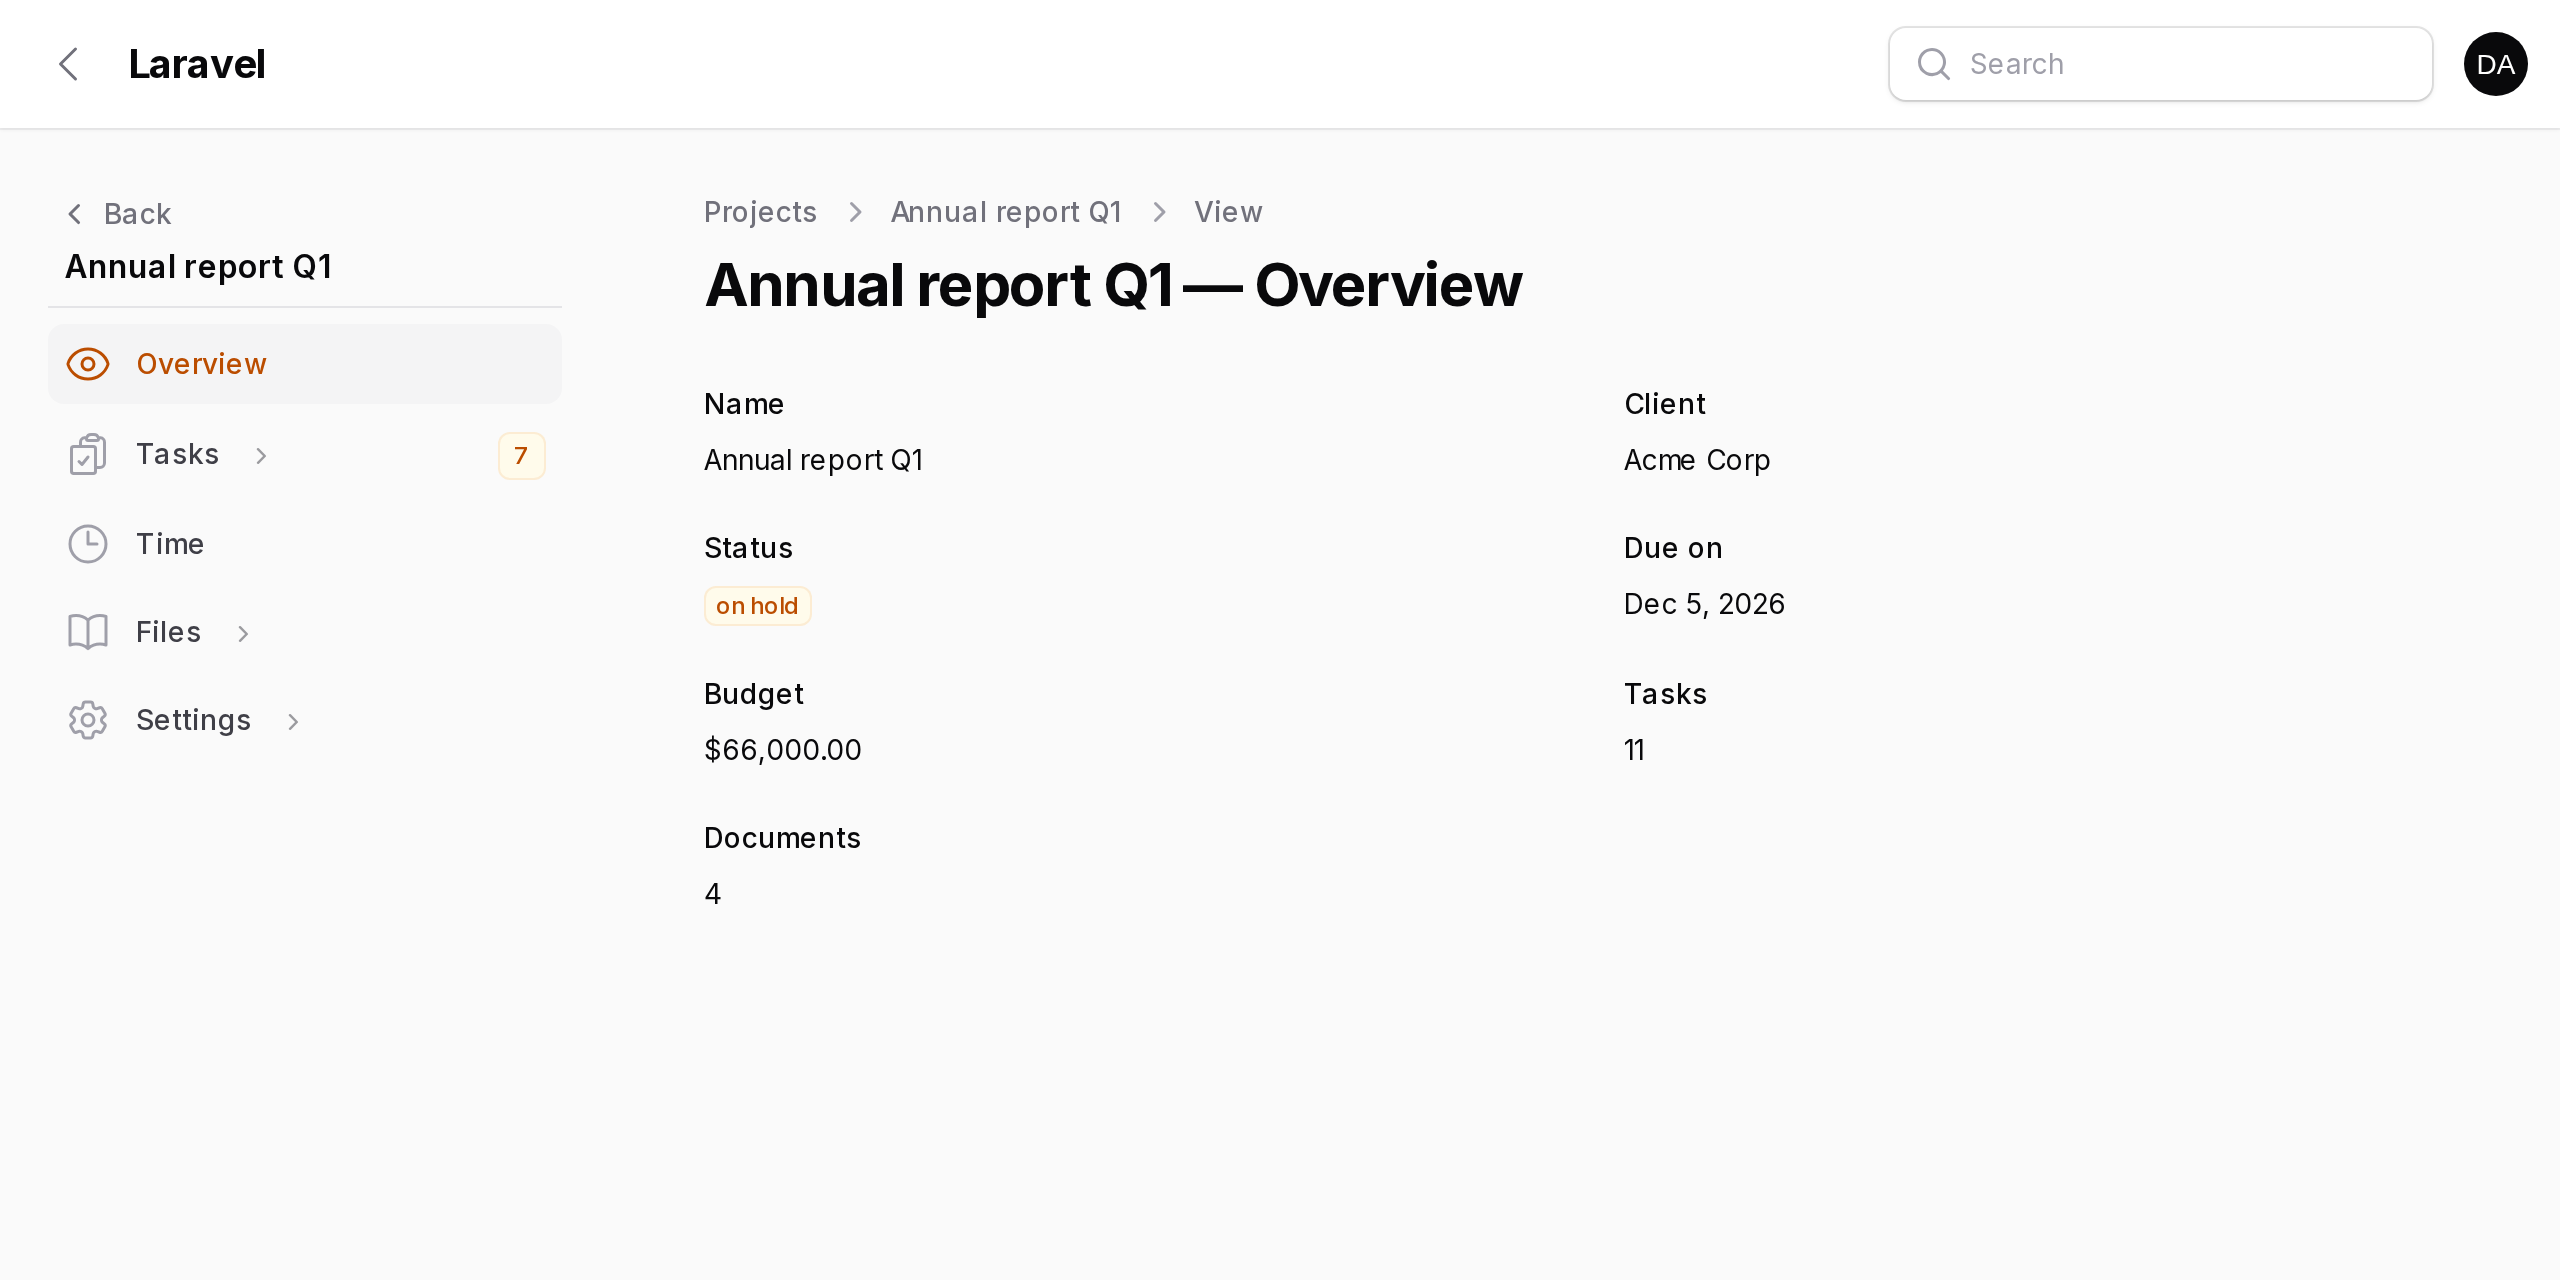 Laravel
Search
DA
Back
Annual report Q1
Overview
Tasks
7
Time
Files
Settings
Projects > Annual report Q1 > View
Annual report Q1 — Overview
Name
Annual report Q1
Client
Acme Corp
Status
on hold
Due on
Dec 5, 2026
Budget
$66,000.00
Tasks
11
Documents
4